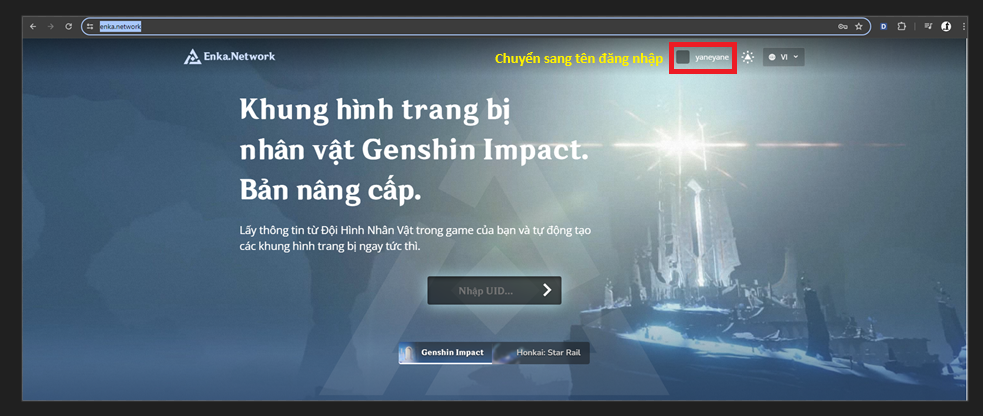 enka.network
Enka.Network
Chuyển sang tên đăng nhập
yaneyane
VI
Khung hình trang bị
nhân vật Genshin Impact.
Bản nâng cấp.
Lấy thông tin từ Đội Hình Nhân Vật trong game của bạn và tự động tạo
các khung hình trang bị ngay tức thì.
Nhập UID...
Genshin Impact
Honkai: Star Rail